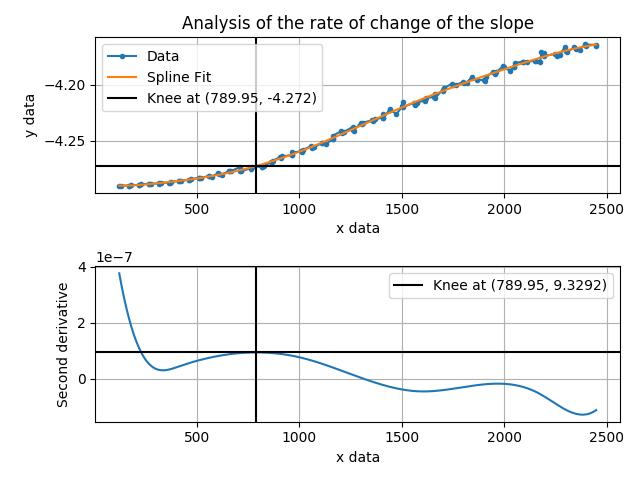 Analysis of the rate of change of the slope
Data
Spline Fit
Knee at (789.95, -4.272)
−4.20
−4.25
y data
500 1000 1500 2000 2500
x data
1e−7
Knee at (789.95, 9.3292)
4
2
0
Second derivative
500 1000 1500 2000 2500
x data